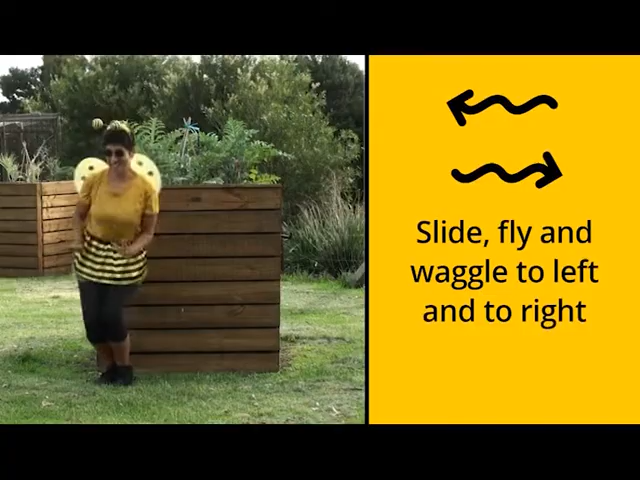 Slide, fly and
waggle to left
and to right